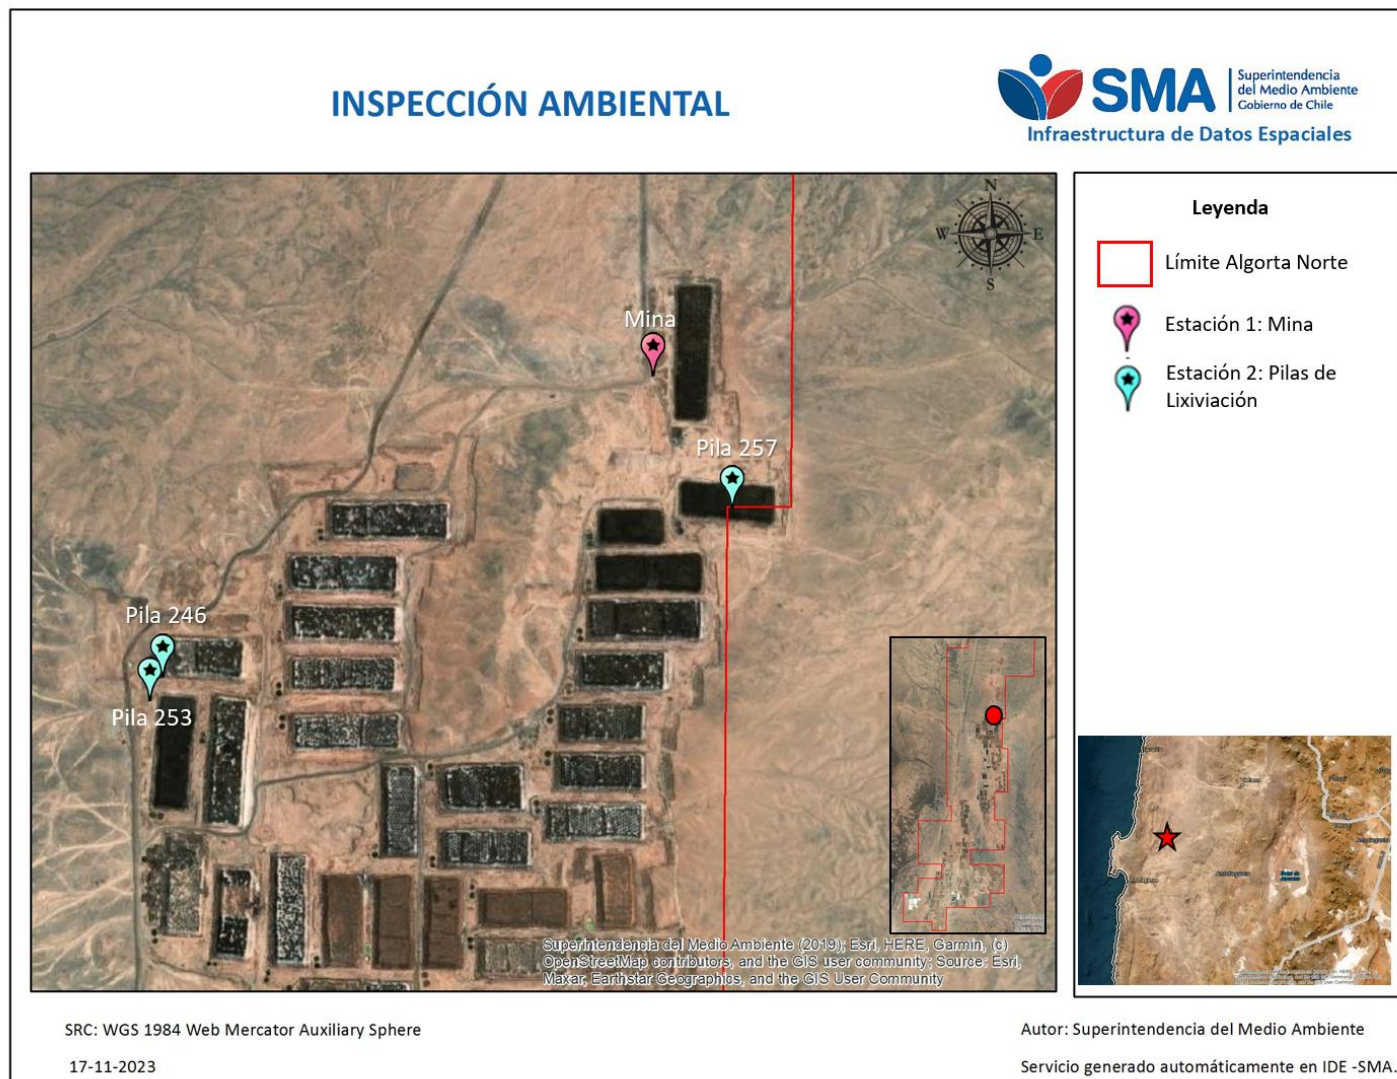 INSPECCIÓN AMBIENTAL
SMA
Superintendencia
del Medio Ambiente
Gobierno de Chile
Infraestructura de Datos Espaciales
N
W E
S
Mina
Pila 257
Pila 246
Pila 253
Superintendencia del Medio Ambiente (2019); Esri, HERE, Garmin, (c)
OpenStreetMap contributors, and the GIS user community; Source: Esri,
Maxar, Earthstar Geographics, and the GIS User Community
Leyenda
Límite Algorta Norte
Estación 1: Mina
Estación 2: Pilas de
Lixiviación
SRC: WGS 1984 Web Mercator Auxiliary Sphere
17-11-2023
Autor: Superintendencia del Medio Ambiente
Servicio generado automáticamente en IDE -SMA.